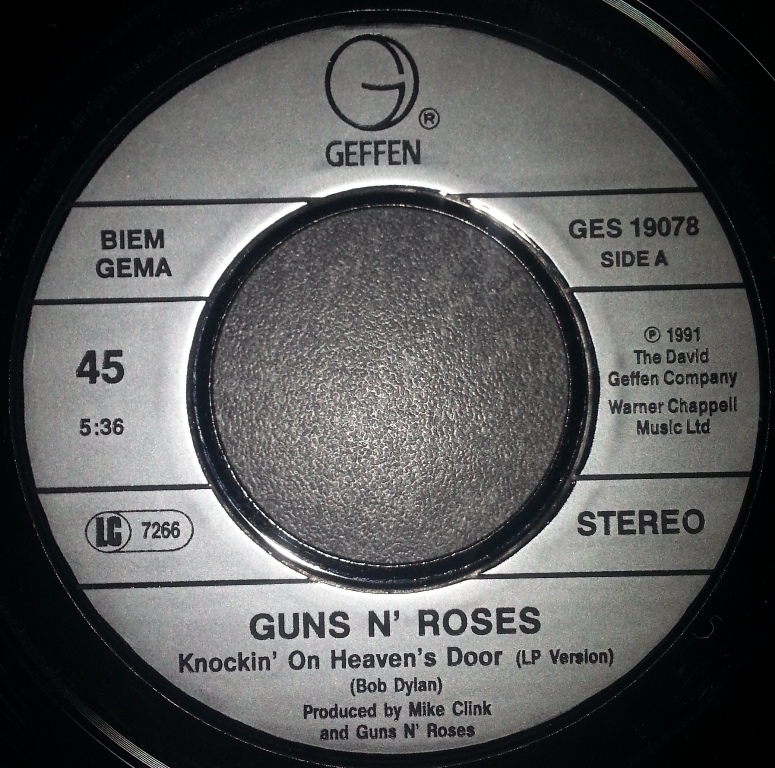 G ®
GEFFEN
BIEM
GEMA
GES 19078
SIDE A
45
5:36
℗ 1991
The David
Geffen Company
Warner Chappell
Music Ltd
LC 7266
STEREO
GUNS N' ROSES
Knockin' On Heaven's Door (LP Version)
(Bob Dylan)
Produced by Mike Clink
and Guns N' Roses